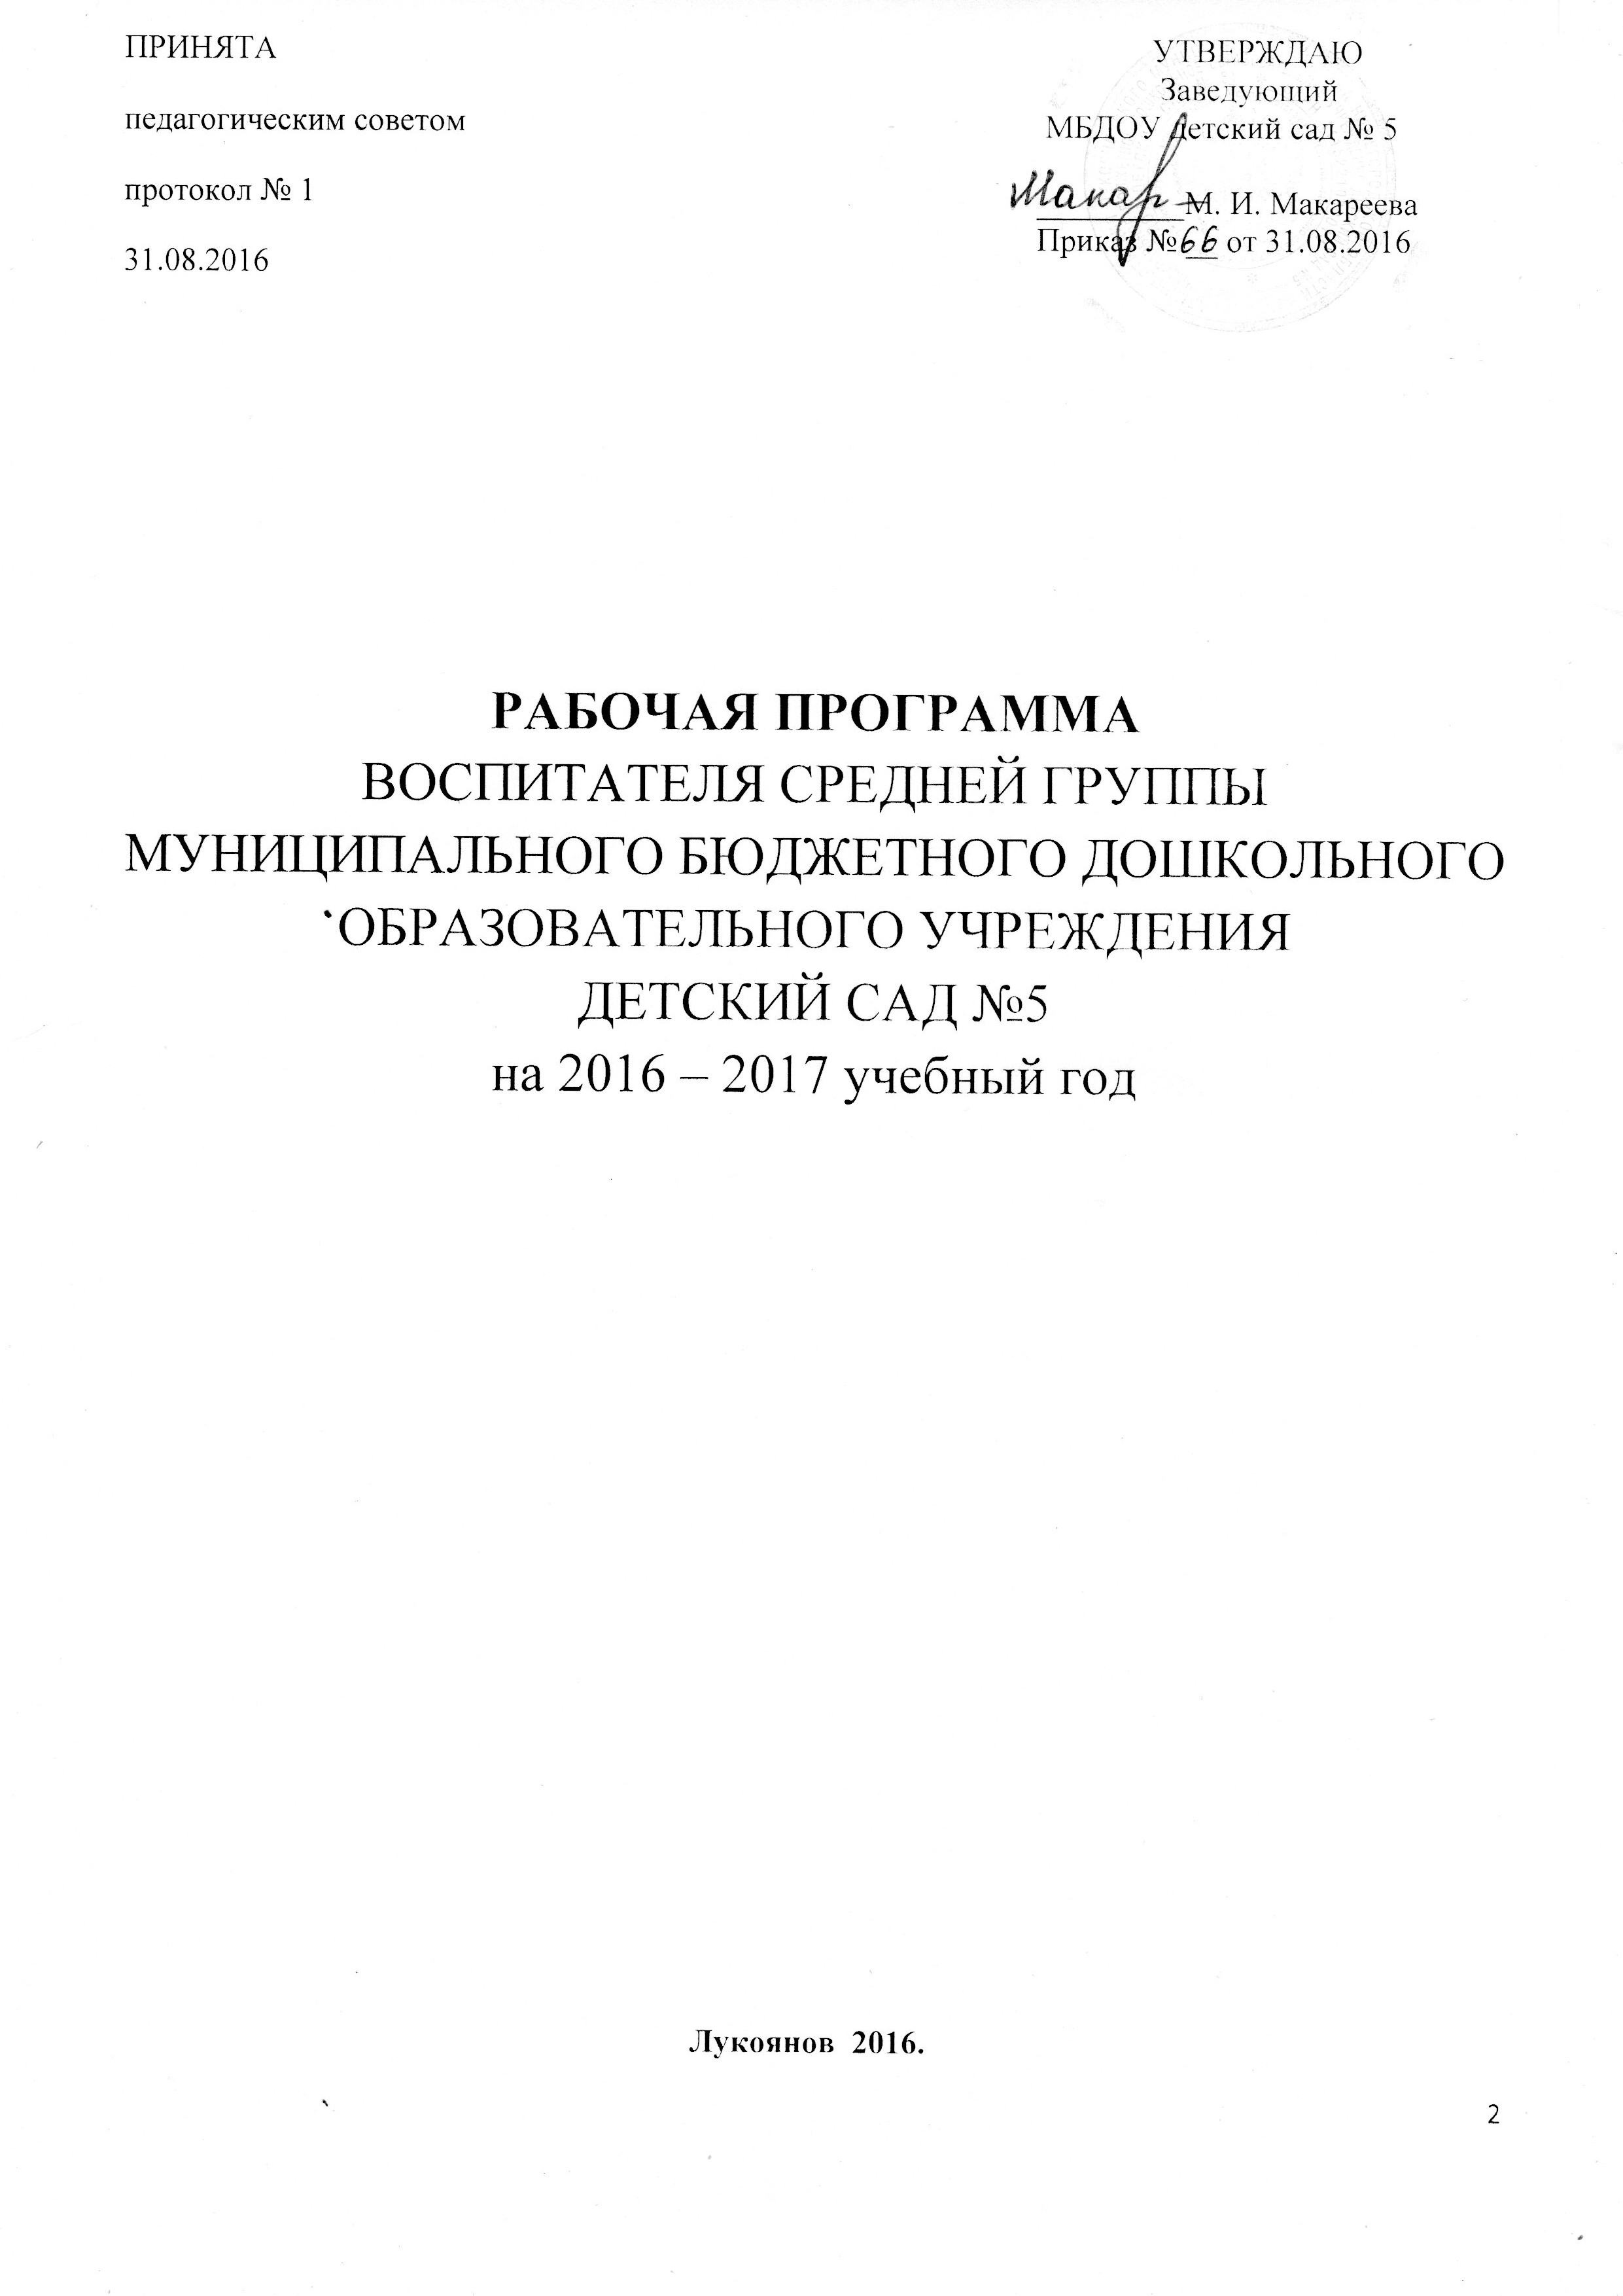 ПРИНЯТА
педагогическим советом
протокол № 1
31.08.2016
УТВЕРЖДАЮ
Заведующий
МБДОУ Детский сад № 5
Макар М. И. Макареева
Приказ № 66 от 31.08.2016
РАБОЧАЯ ПРОГРАММА
ВОСПИТАТЕЛЯ СРЕДНЕЙ ГРУППЫ
МУНИЦИПАЛЬНОГО БЮДЖЕТНОГО ДОШКОЛЬНОГО
ОБРАЗОВАТЕЛЬНОГО УЧРЕЖДЕНИЯ
ДЕТСКИЙ САД №5
на 2016 – 2017 учебный год
Лукоянов 2016.
2